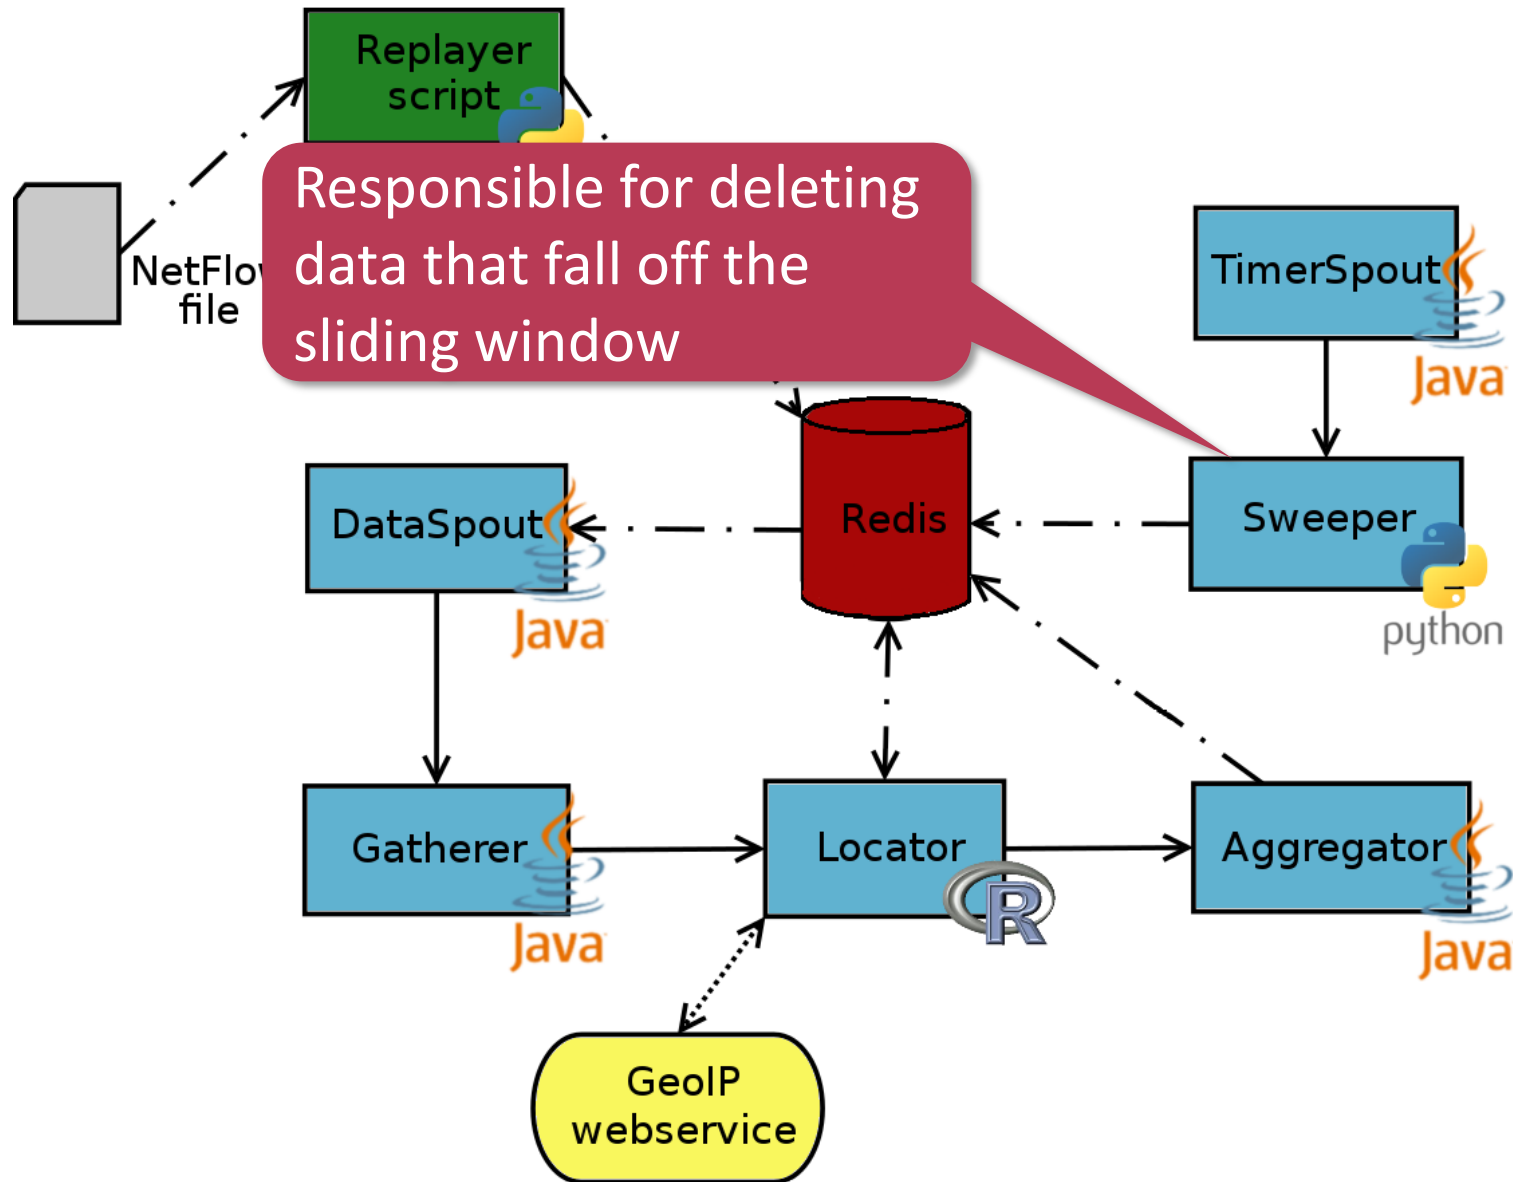 Replayer
script
Responsible for deleting
data that fall off the
sliding window
file
TimerSpout
Java
DataSpout
Java
Redis
Sweeper
python
Gatherer
Java
Locator
R
Aggregator
Java
GeoIP
webservice